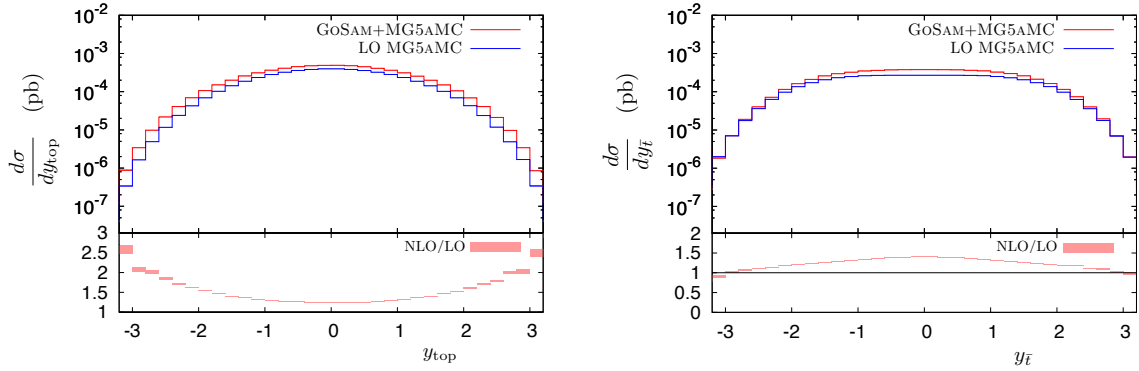 10⁻²
10⁻³
10⁻⁴
10⁻⁵
10⁻⁶
10⁻⁷
dσ/dy_top (pb)
GoSam+MG5aMC
LO MG5aMC
3
2.5
2
1.5
1
NLO/LO
-3 -2 -1 0 1 2 3
y_top
10⁻²
10⁻³
10⁻⁴
10⁻⁵
10⁻⁶
10⁻⁷
dσ/dy_t̄ (pb)
GoSam+MG5aMC
LO MG5aMC
2
1.5
1
0.5
0
NLO/LO
-3 -2 -1 0 1 2 3
y_t̄